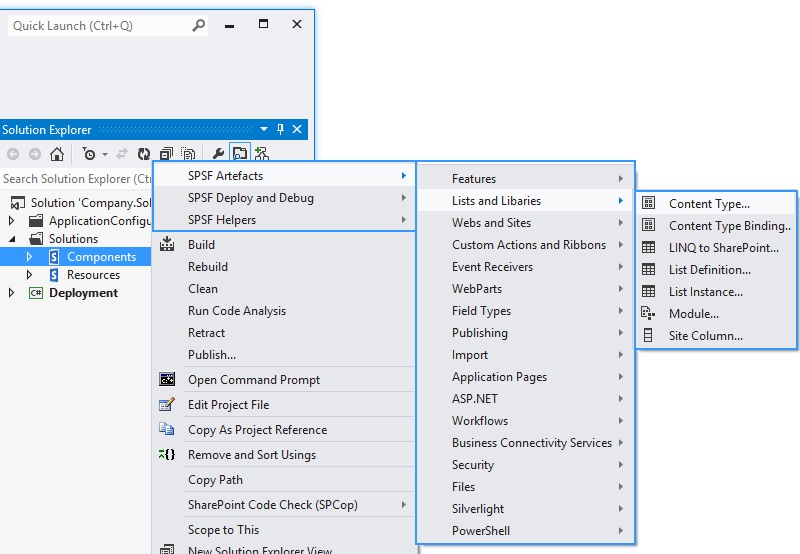 Quick Launch (Ctrl+Q)
Solution Explorer
Search Solution Explorer (Ct
Solution 'Company.Sol
ApplicationConfigu
Solutions
Components
Resources
C# Deployment
SPSF Artefacts
SPSF Deploy and Debug
SPSF Helpers
Build
Rebuild
Clean
Run Code Analysis
Retract
Publish...
Open Command Prompt
Edit Project File
Copy As Project Reference
Remove and Sort Usings
Copy Path
SharePoint Code Check (SPCop)
Scope to This
New Solution Explorer View
Features
Lists and Libaries
Webs and Sites
Custom Actions and Ribbons
Event Receivers
WebParts
Field Types
Publishing
Import
Application Pages
ASP.NET
Workflows
Business Connectivity Services
Security
Files
Silverlight
PowerShell
Content Type...
Content Type Binding..
LINQ to SharePoint...
List Definition...
List Instance...
Module...
Site Column...